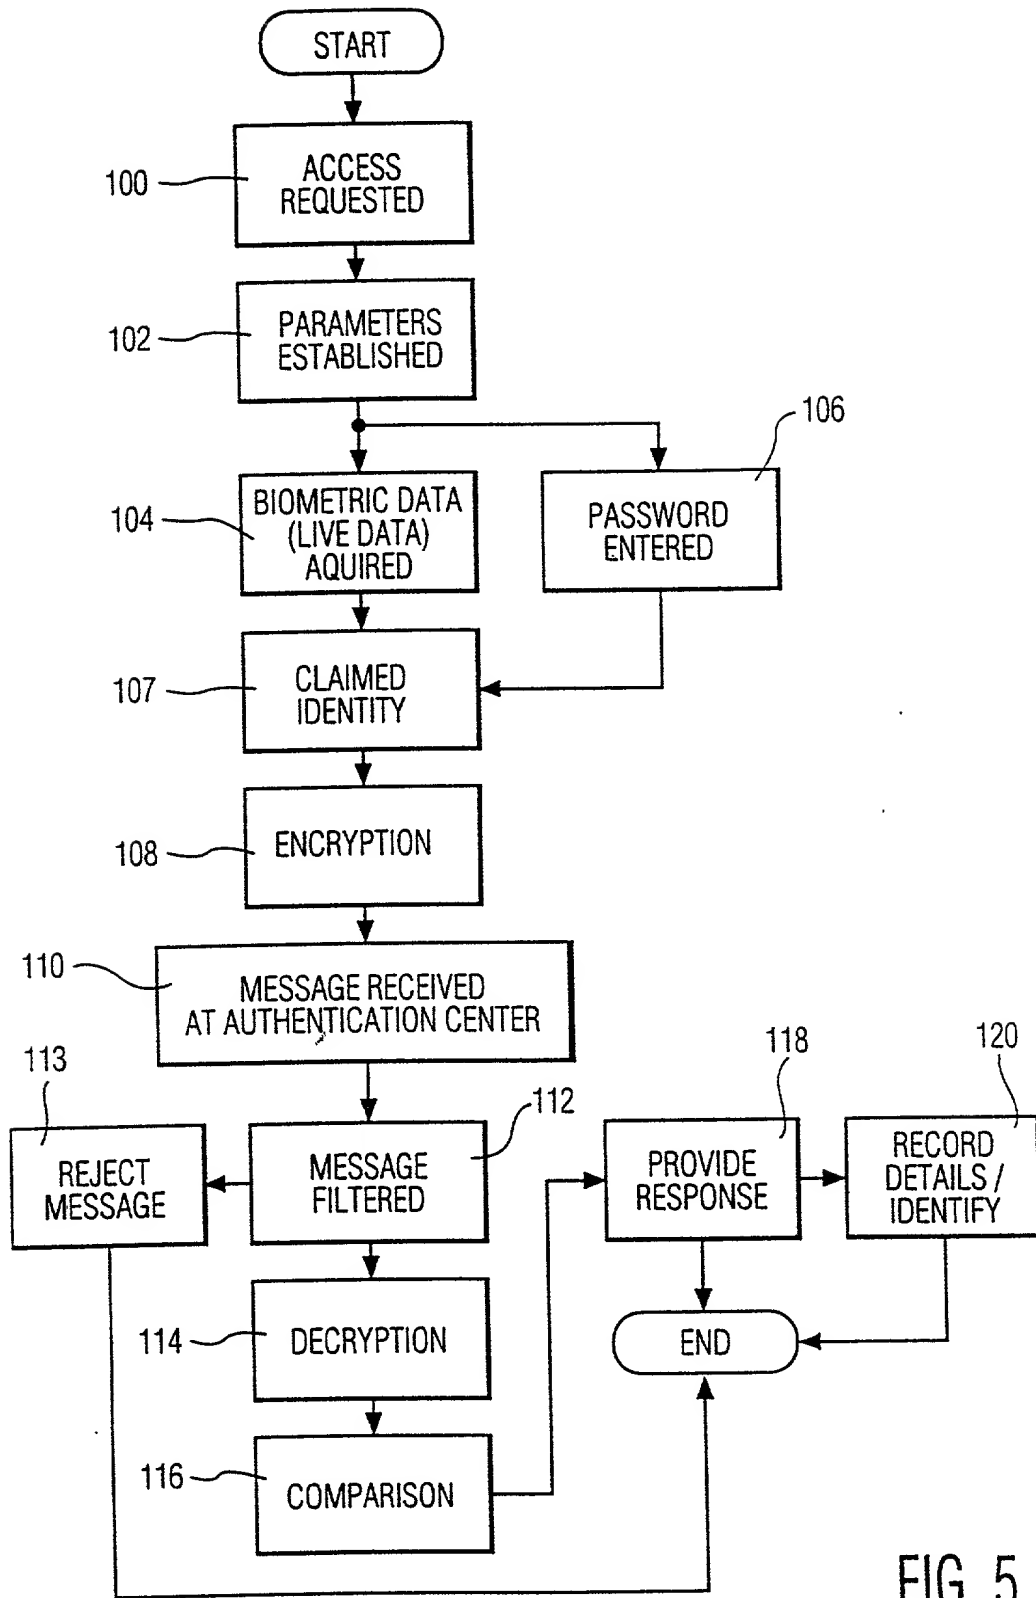 START
100
ACCESS
REQUESTED
102
PARAMETERS
ESTABLISHED
106
104
BIOMETRIC DATA
(LIVE DATA)
AQUIRED
PASSWORD
ENTERED
107
CLAIMED
IDENTITY
108
ENCRYPTION
110
MESSAGE RECEIVED
AT AUTHENTICATION CENTER
113
118
120
112
REJECT
MESSAGE
MESSAGE
FILTERED
PROVIDE
RESPONSE
RECORD
DETAILS /
IDENTIFY
114
DECRYPTION
END
116
COMPARISON
FIG. 5